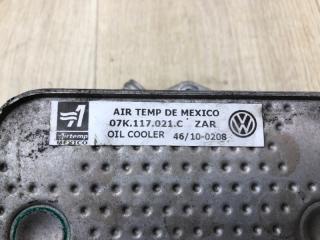 AIR TEMP DE MEXICO
07K.117.021.C ZAR
OIL COOLER 46/10-0208
Airtemp
MEXICO